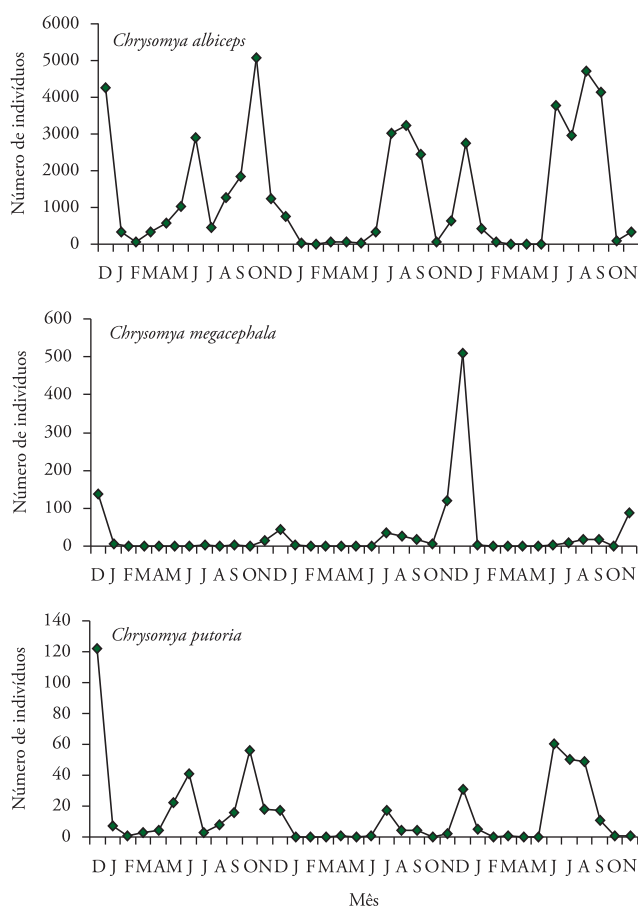 Chrysomya albiceps
Número de indivíduos
6000
5000
4000
3000
2000
1000
0
D J F M A M J J A S O N D J F M A M J J A S O N D J F M A M J J A S O N
Chrysomya megacephala
Número de indivíduos
600
500
400
300
200
100
0
D J F M A M J J A S O N D J F M A M J J A S O N D J F M A M J J A S O N
Chrysomya putoria
Número de indivíduos
140
120
100
80
60
40
20
0
D J F M A M J J A S O N D J F M A M J J A S O N D J F M A M J J A S O N
Mês